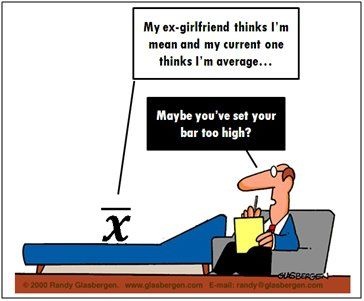 My ex-girlfriend thinks I'm
mean and my current one
thinks I'm average...
Maybe you've set your
bar too high?
x̅
GLASBERGEN
© 2000 Randy Glasbergen. www.glasbergen.com E-mail: randy@glasbergen.com